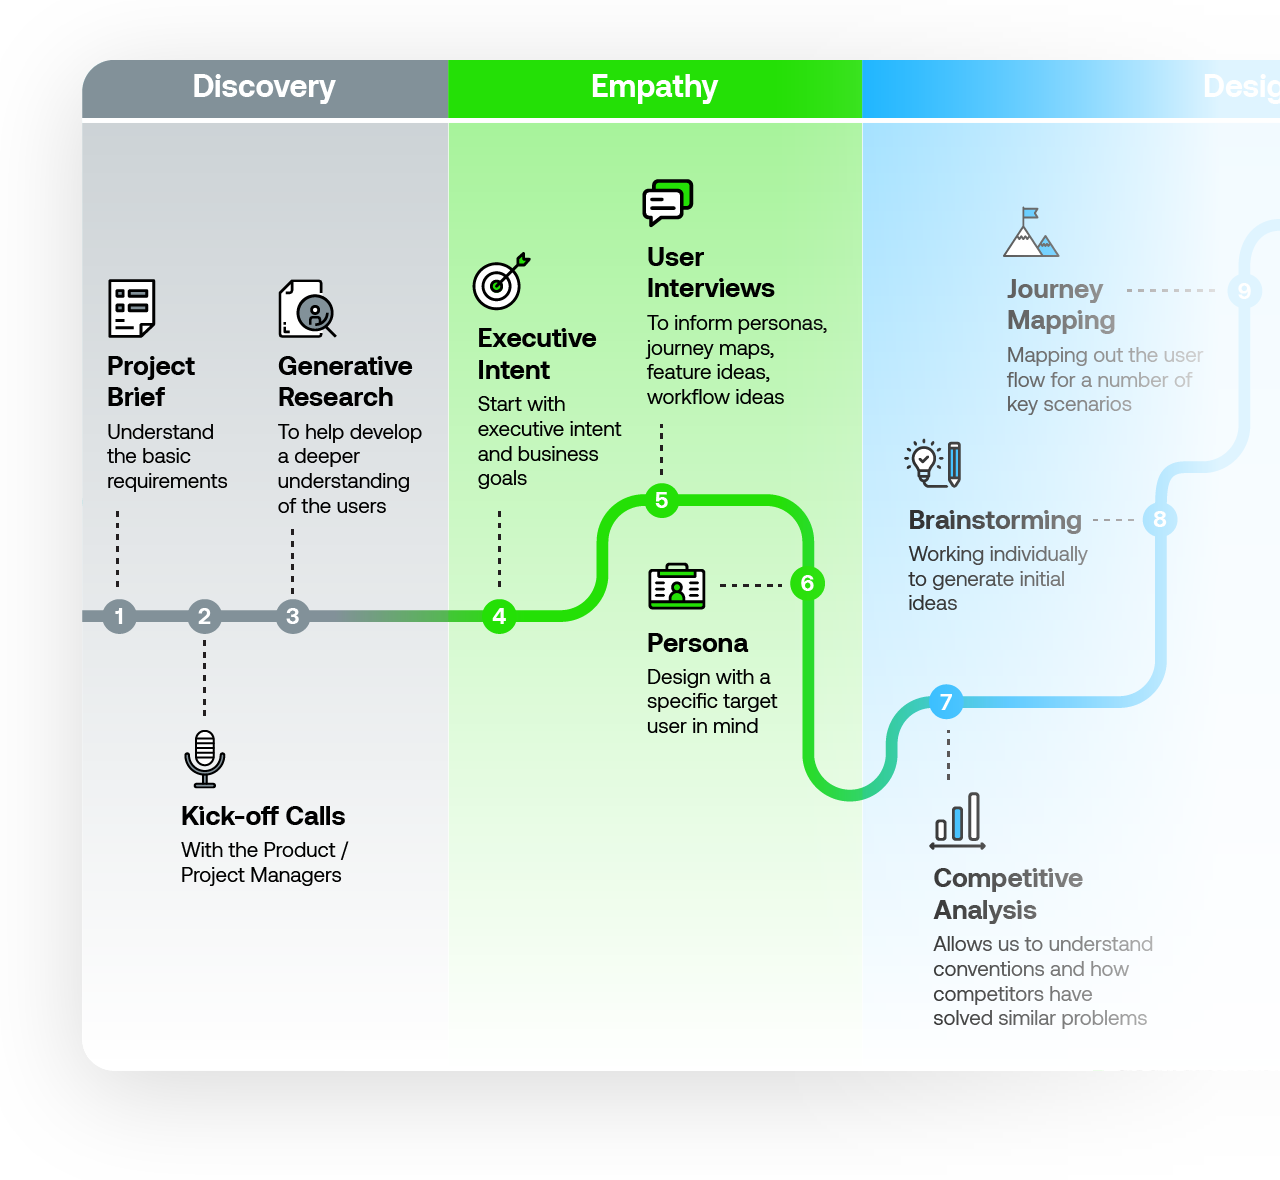 Discovery
Empathy
Project
Brief
Understand
the basic
requirements
1
Kick-off Calls
With the Product /
Project Managers
2
Generative
Research
To help develop
a deeper
understanding
of the users
3
Executive
Intent
Start with
executive intent
and business
goals
4
User
Interviews
To inform personas,
journey maps,
feature ideas,
workflow ideas
5
Persona
Design with a
specific target
user in mind
6
Desig
7
Competitive
Analysis
Allows us to understand
conventions and how
competitors have
solved similar problems
Brainstorming
Working individually
to generate initial
ideas
8
Journey
Mapping
Mapping out the user
flow for a number of
key scenarios
9